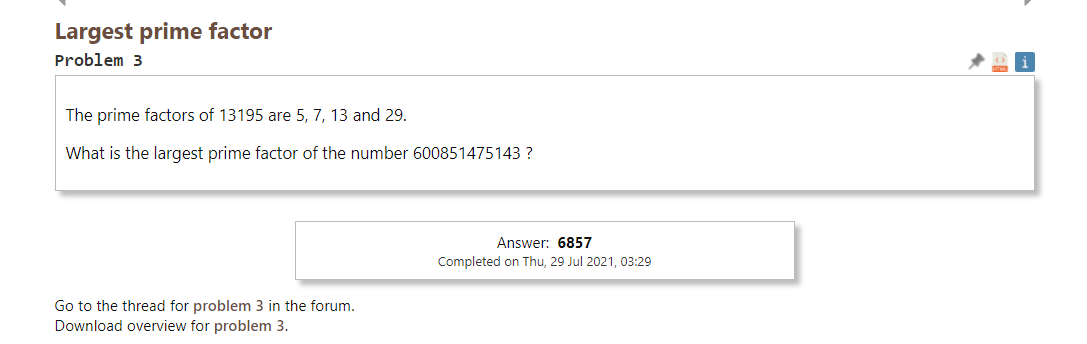 Largest prime factor
Problem 3
The prime factors of 13195 are 5, 7, 13 and 29.
What is the largest prime factor of the number 600851475143 ?
Answer: 6857
Completed on Thu, 29 Jul 2021, 03:29
Go to the thread for problem 3 in the forum.
Download overview for problem 3.